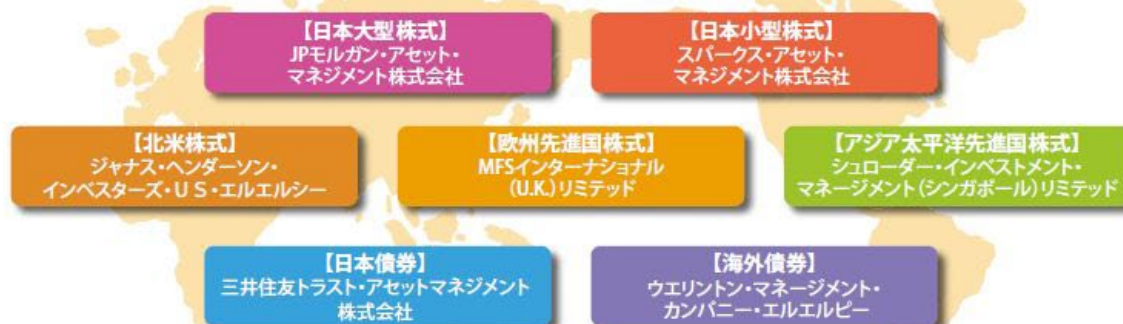 【日本大型株式】
JPモルガン・アセット・
マネジメント株式会社
【日本小型株式】
スパークス・アセット・
マネジメント株式会社
【北米株式】
ジャナス・ヘンダーソン・
インベスターズ・US・エルエルシー
【欧州先進国株式】
MFSインターナショナル
(U.K.)リミテッド
【アジア太平洋先進国株式】
シュローダー・インベストメント・
マネージメント(シンガポール)リミテッド
【日本債券】
三井住友トラスト・アセットマネジメント
株式会社
【海外債券】
ウエリントン・マネージメント・
カンパニー・エルエルピー